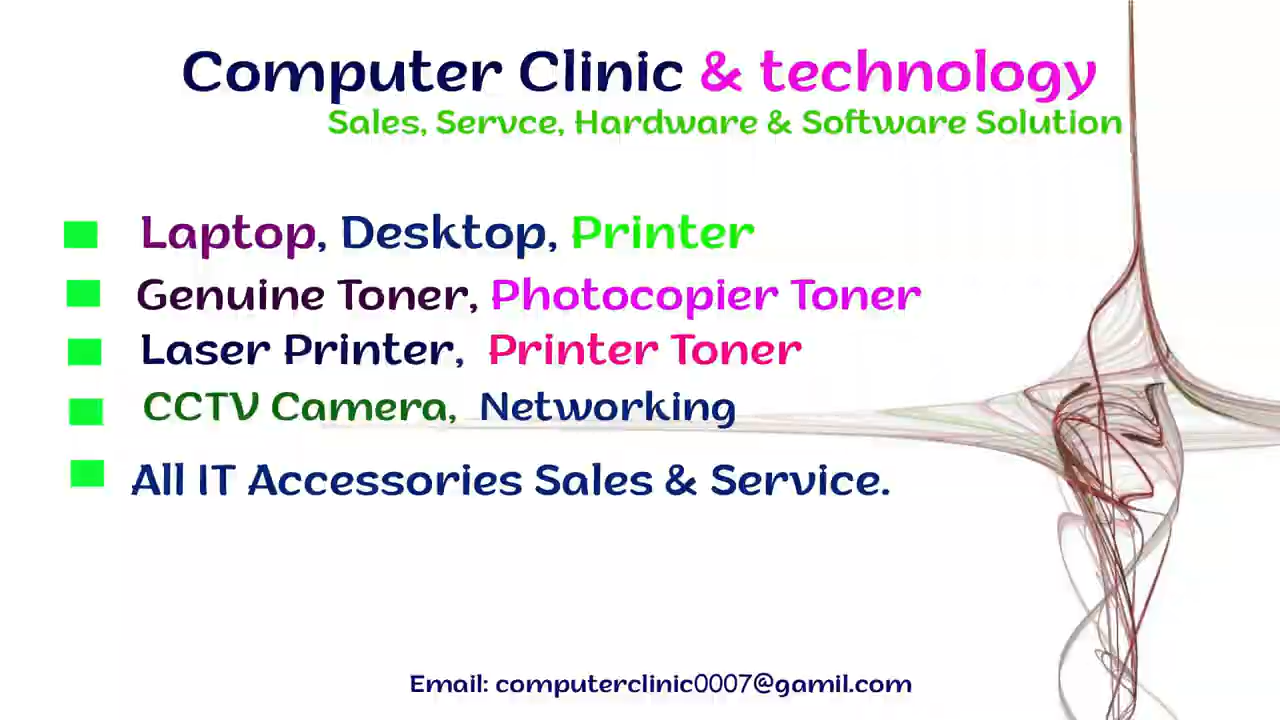 Computer Clinic & technology
Sales, Servce, Hardware & Software Solution
Laptop, Desktop, Printer
Genuine Toner, Photocopier Toner
Laser Printer, Printer Toner
CCTV Camera, Networking
All IT Accessories Sales & Service.
Email: computerclinic0007@gamil.com